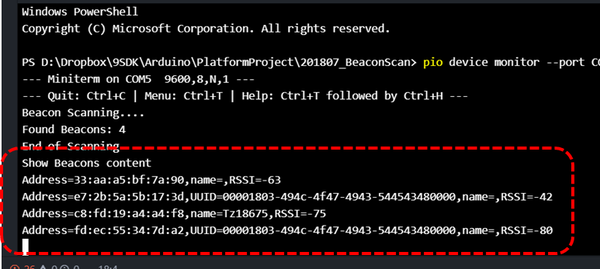 Windows PowerShell
Copyright (C) Microsoft Corporation. All rights reserved.
PS D:\Dropbox\9SDK\Arduino\PlatformProject\201807_BeaconScan> pio device monitor --port CO
--- Miniterm on COM5  9600,8,N,1 ---
--- Quit: Ctrl+C | Menu: Ctrl+T | Help: Ctrl+T followed by Ctrl+H ---
Beacon Scanning....
Found Beacons: 4
End of Scanning
Show Beacons content
Address=33:aa:a5:bf:7a:90,name=,RSSI=-63
Address=e7:2b:5a:5b:17:3d,UUID=00001803-494c-4f47-4943-544543480000,name=,RSSI=-42
Address=c8:fd:19:a4:a4:f8,name=Tz18675,RSSI=-75
Address=fd:ec:55:34:7d:a2,UUID=00001803-494c-4f47-4943-544543480000,name=,RSSI=-80